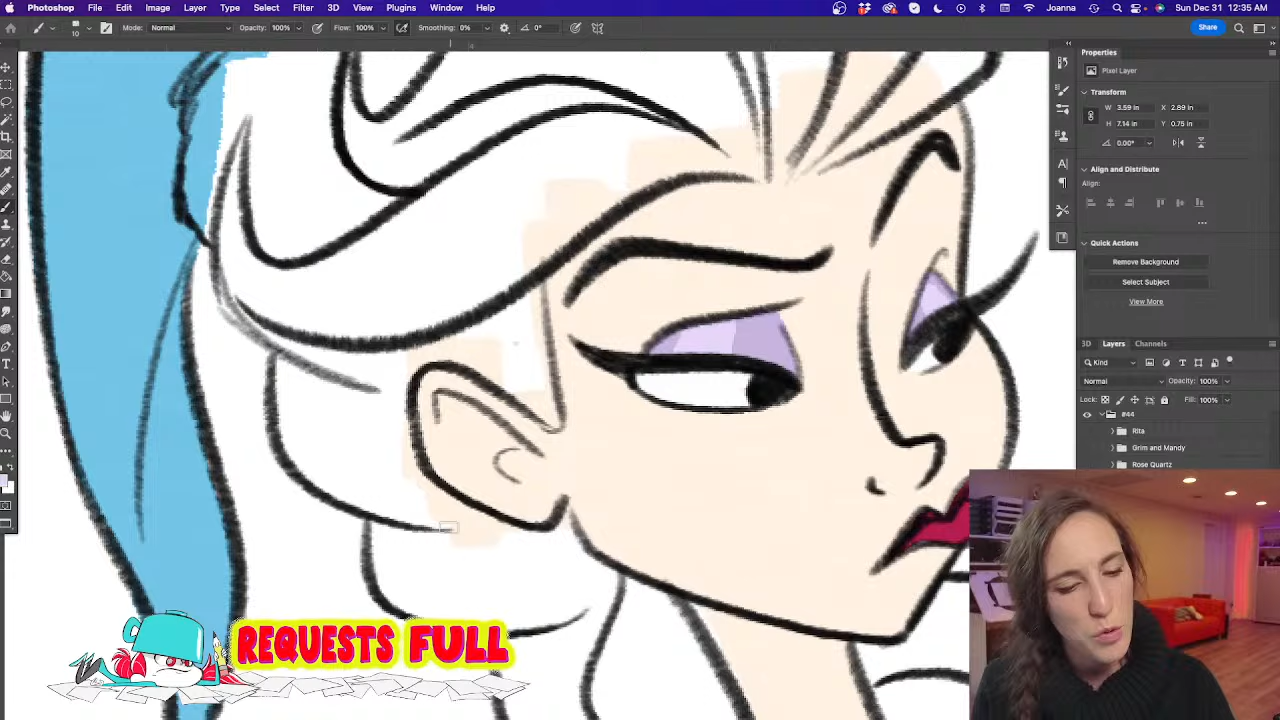 Photoshop File Edit Image Layer Type Select Filter 3D View Plugins Window Help Joanna Sun Dec 31 12:35 AM
10 Mode: Normal Opacity: 100% Flow: 100% Smoothing: 0% 0° Share
Properties
Pixel Layer
Transform
W 3.59 in X 2.89 in
H 7.14 in Y 0.75 in
0.00°
Align and Distribute
Align:
Quick Actions
Remove Background
Select Subject
View More
3D Layers Channels
Kind
Normal Opacity: 100%
Lock: Fill: 100%
#44
Rita
Grim and Mandy
Rose Quartz
REQUESTS FULL